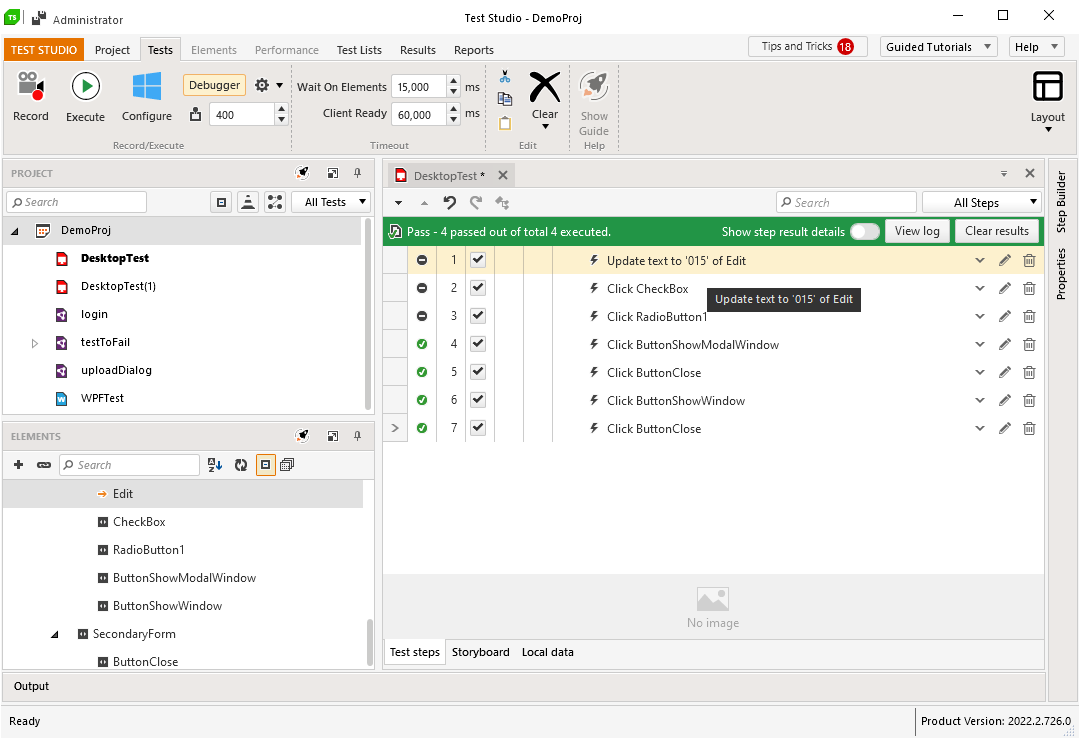 TS Administrator
Test Studio - DemoProj
TEST STUDIO Project Tests Elements Performance Test Lists Results Reports
Tips and Tricks 18 Guided Tutorials Help
Record Execute Configure Debugger 400
Record/Execute
Wait On Elements 15,000 ms
Client Ready 60,000 ms
Timeout
Clear
Edit
Show Guide
Help
Layout
PROJECT
Search All Tests
DemoProj
DesktopTest
DesktopTest(1)
login
testToFail
uploadDialog
WPFTest
ELEMENTS
Search
Edit
CheckBox
RadioButton1
ButtonShowModalWindow
ButtonShowWindow
SecondaryForm
ButtonClose
DesktopTest *
Search All Steps
Pass - 4 passed out of total 4 executed. Show step result details View log Clear results
1 Update text to '015' of Edit
2 Click CheckBox
Update text to '015' of Edit
3 Click RadioButton1
4 Click ButtonShowModalWindow
5 Click ButtonClose
6 Click ButtonShowWindow
7 Click ButtonClose
No image
Test steps Storyboard Local data
Step Builder
Properties
Output
Ready
Product Version: 2022.2.726.0